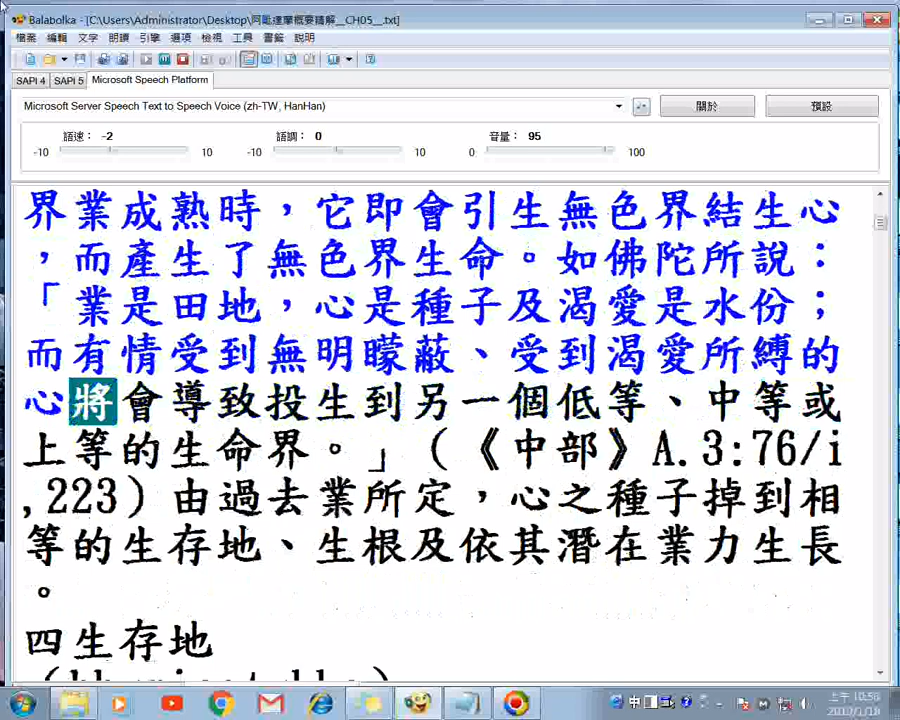 Balabolka - [C:\Users\Administrator\Desktop\阿毗達摩概要精解__CH05__.txt]
檔案 編輯 文字 朗讀 引擎 選項 檢視 工具 書籤 說明
SAPI 4 SAPI 5 Microsoft Speech Platform
Microsoft Server Speech Text to Speech Voice (zh-TW, HanHan) 關於 預設
語速： -2 語調： 0 音量： 95
-10 10 -10 10 0 100
界業成熟時，它即會引生無色界結生心
，而產生了無色界生命。如佛陀所說：
「業是田地，心是種子及渴愛是水份；
而有情受到無明矇蔽、受到渴愛所縛的
心將會導致投生到另一個低等、中等或
上等的生命界。」（《中部》A.3:76/i
,223）由過去業所定，心之種子掉到相
等的生存地、生根及依其潛在業力生長
。
四生存地
中
上午 10:56